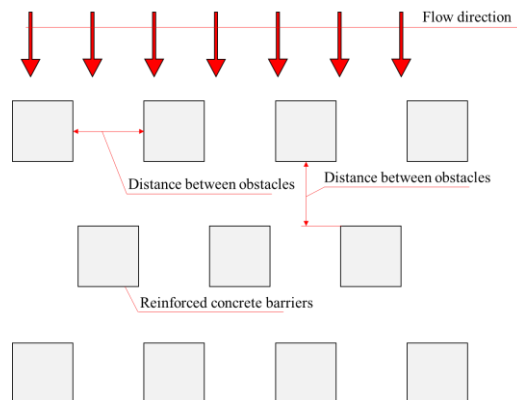 Flow direction
Distance between obstacles
Distance between obstacles
Reinforced concrete barriers